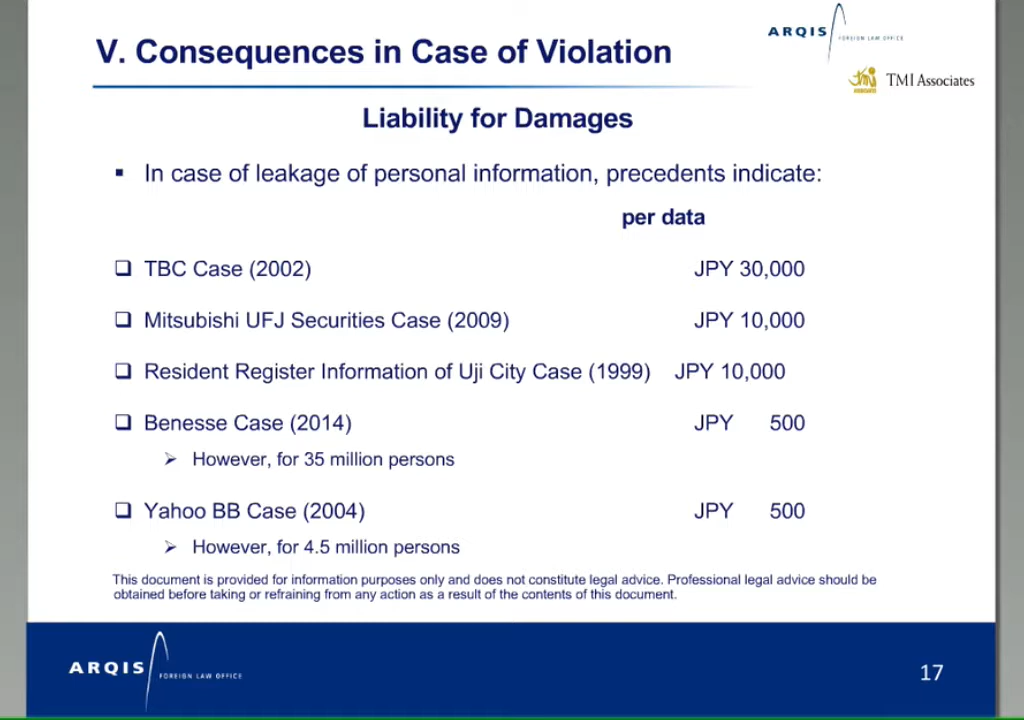 V. Consequences in Case of Violation
ARQIS FOREIGN LAW OFFICE
TMI ASSOCIATES TMI Associates
Liability for Damages
▪ In case of leakage of personal information, precedents indicate:
per data
❑ TBC Case (2002) JPY 30,000
❑ Mitsubishi UFJ Securities Case (2009) JPY 10,000
❑ Resident Register Information of Uji City Case (1999) JPY 10,000
❑ Benesse Case (2014) JPY 500
➢ However, for 35 million persons
❑ Yahoo BB Case (2004) JPY 500
➢ However, for 4.5 million persons
This document is provided for information purposes only and does not constitute legal advice. Professional legal advice should be
obtained before taking or refraining from any action as a result of the contents of this document.
ARQIS FOREIGN LAW OFFICE
17